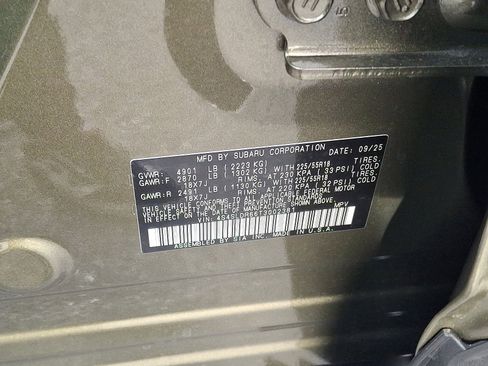 MFD BY SUBARU CORPORATION DATE: 09/25
GVWR: 4901 LB (2223 KG)
GAWR:F 2870 LB (1302 KG) WITH 225/55R18 TIRES,
18X7J RIMS AT 230 KPA (33 PSI) COLD
GAWR:R 2491 LB (1130 KG) WITH 225/55R18 TIRES,
18X7J RIMS AT 220 KPA (32 PSI) COLD
THIS VEHICLE CONFORMS TO ALL APPLICABLE FEDERAL MOTOR
VEHICLE SAFETY AND THEFT PREVENTION STANDARDS
IN EFFECT ON THE DATE OF MANUFACTURE SHOWN ABOVE.
VIN MPV
ASSEMBLED BY SIA INC. MADE IN U.S.A.